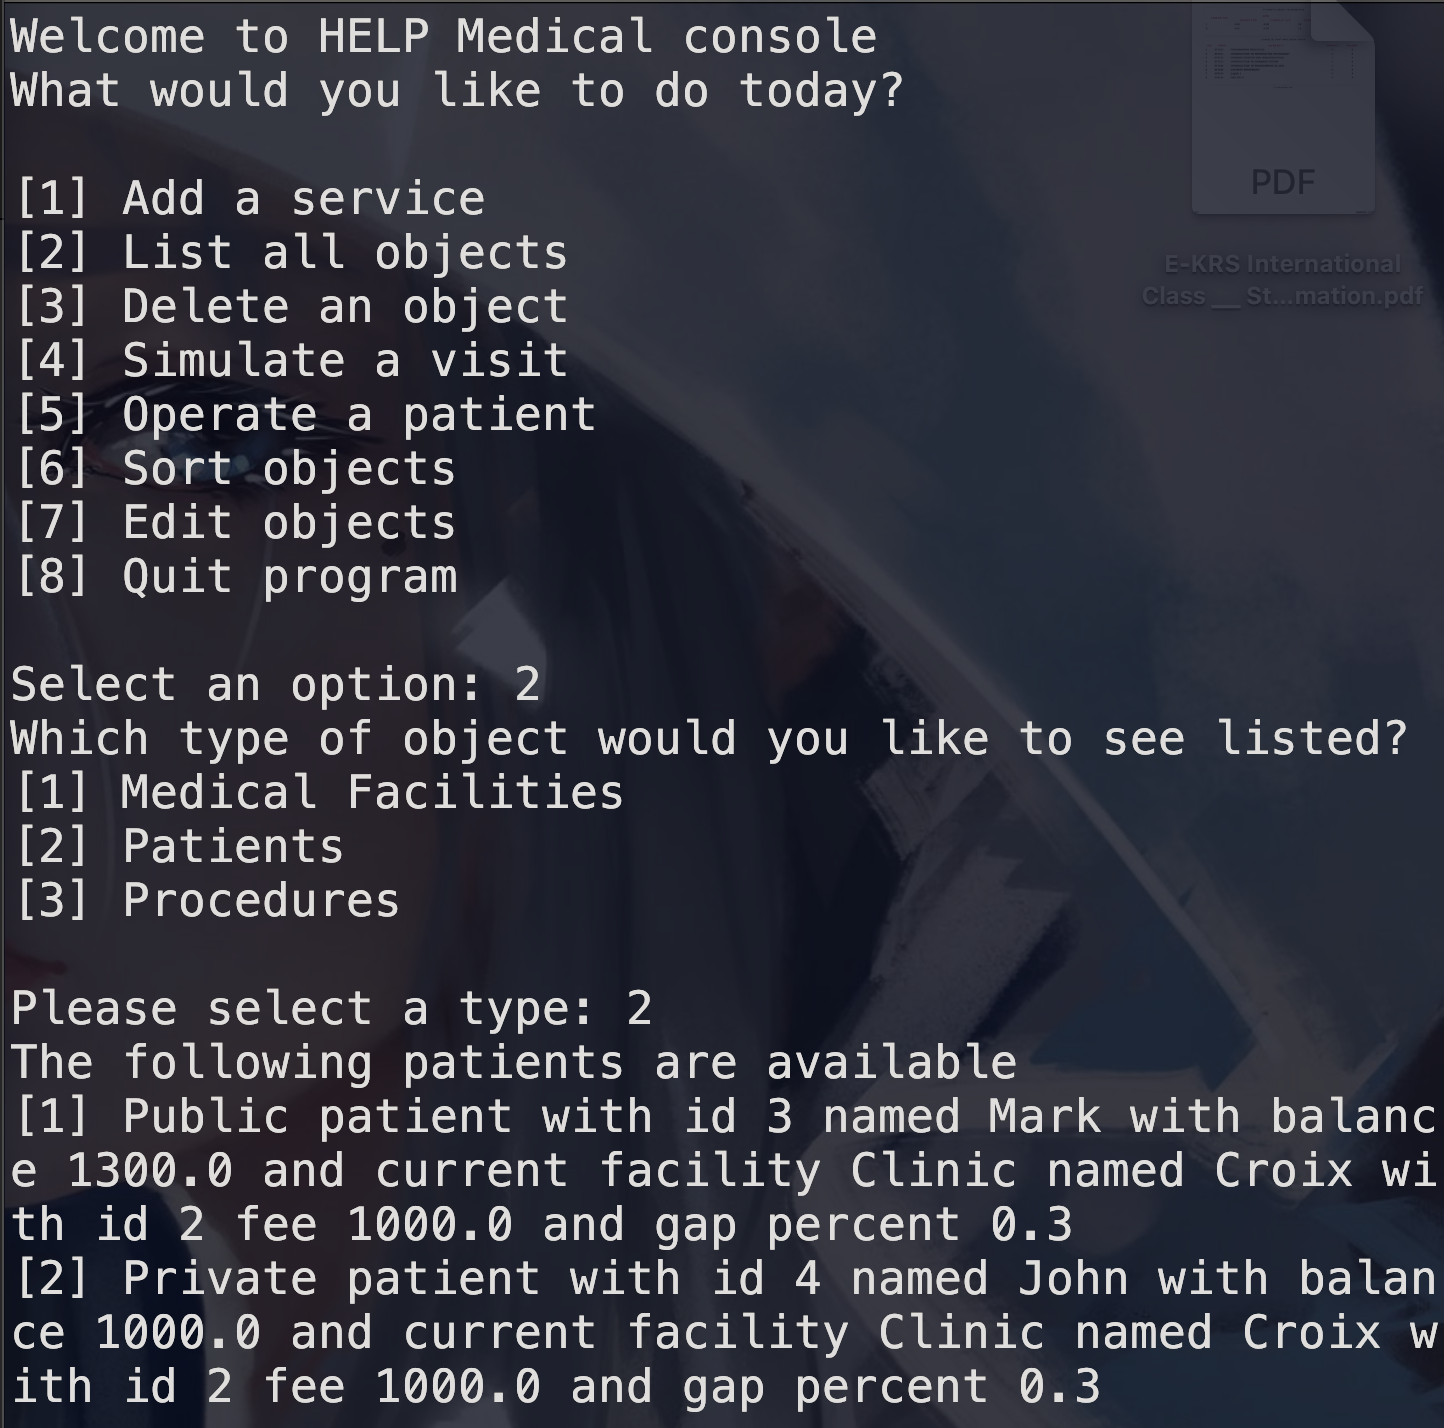 Welcome to HELP Medical console
What would you like to do today?
[1] Add a service
[2] List all objects
[3] Delete an object
[4] Simulate a visit
[5] Operate a patient
[6] Sort objects
[7] Edit objects
[8] Quit program
Select an option: 2
Which type of object would you like to see listed?
[1] Medical Facilities
[2] Patients
[3] Procedures
Please select a type: 2
The following patients are available
[1] Public patient with id 3 named Mark with balanc
e 1300.0 and current facility Clinic named Croix wi
th id 2 fee 1000.0 and gap percent 0.3
[2] Private patient with id 4 named John with balan
ce 1000.0 and current facility Clinic named Croix w
ith id 2 fee 1000.0 and gap percent 0.3
PDF
E-KRS International
Class __ St...mation.pdf